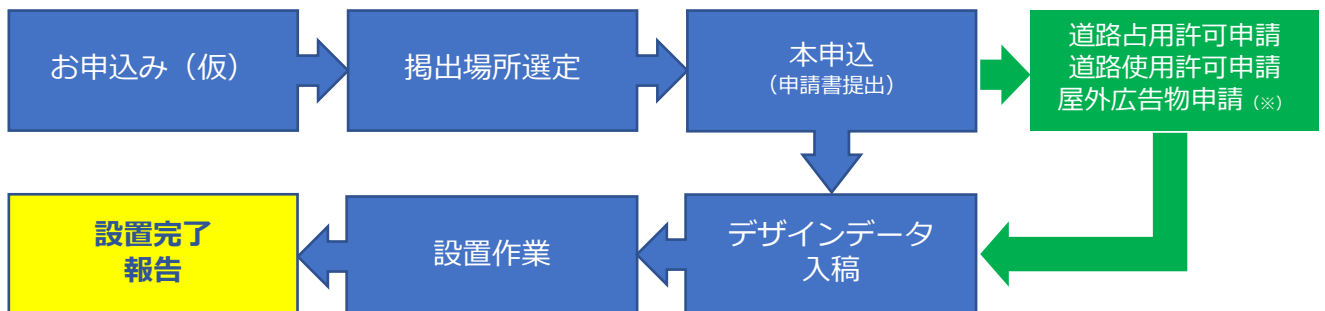 お申込み（仮）
掲出場所選定
本申込
（申請書提出）
道路占用許可申請
道路使用許可申請
屋外広告物申請（※）
デザインデータ
入稿
設置作業
設置完了
報告